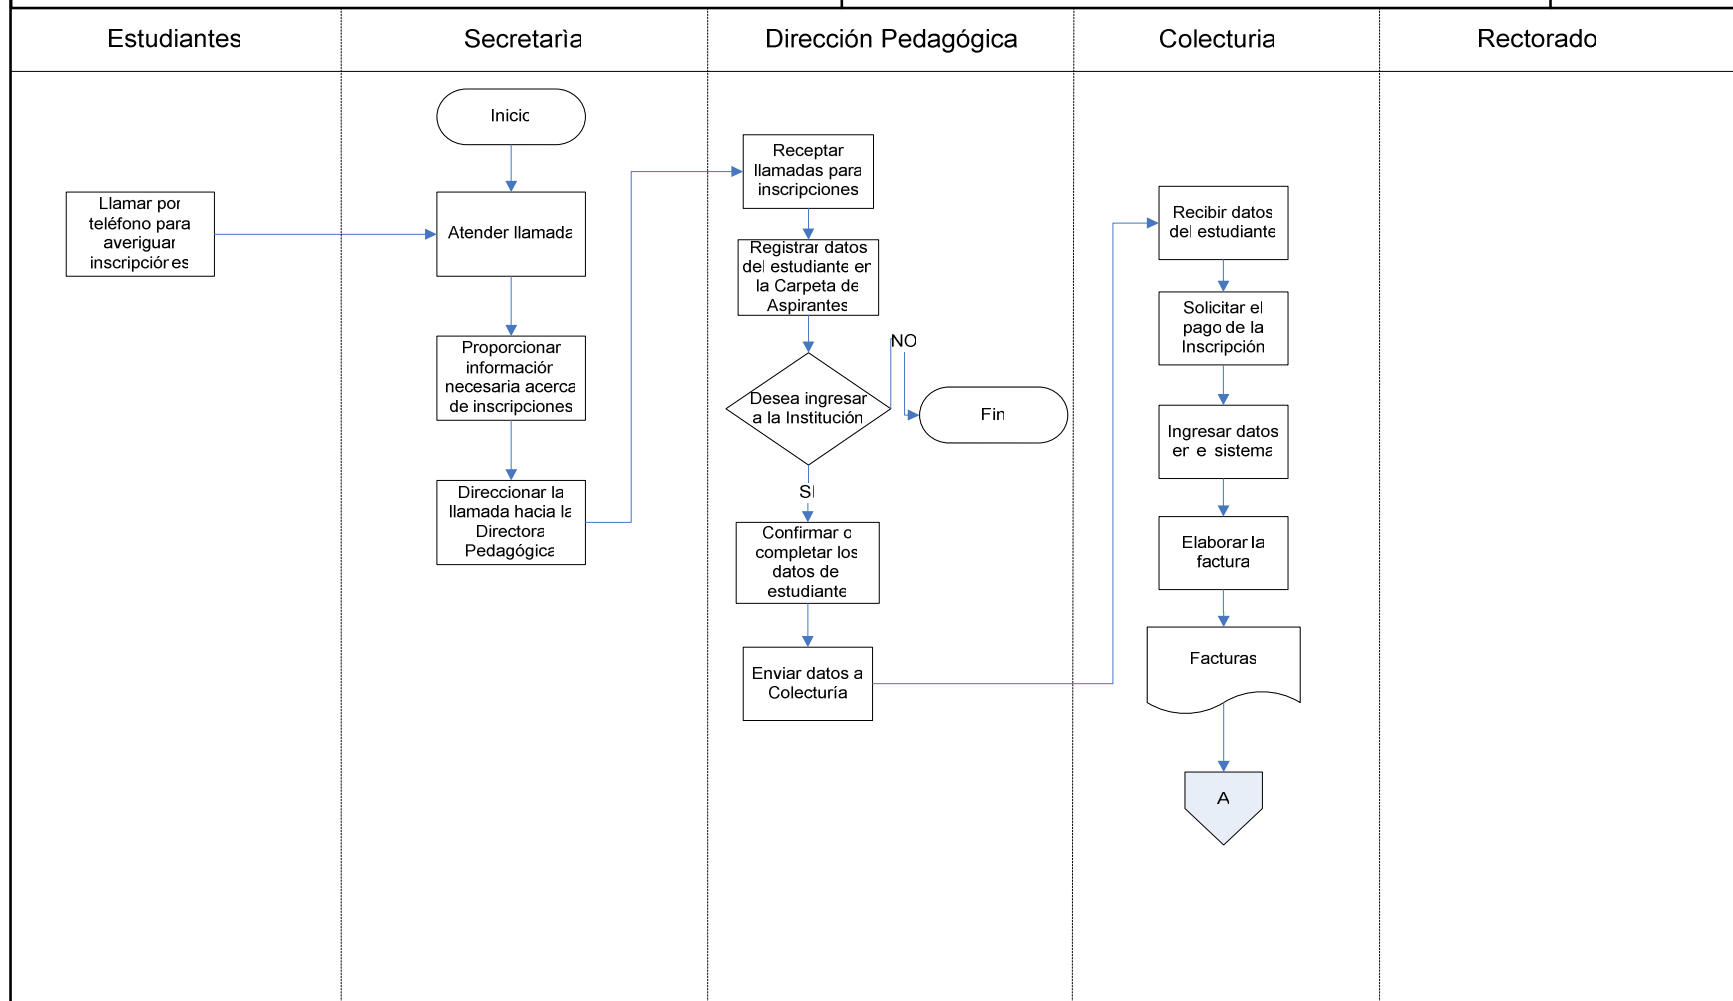 Estudiantes
Secretarìa
Dirección Pedagógica
Colecturia
Rectorado
Inicio
Llamar por
teléfono para
averiguar
inscripciónes
Atender llamada
Proporcionar
información
necesaria acerca
de inscripciones
Direccionar la
llamada hacia la
Directora
Pedagógica
Receptar
llamadas para
inscripciones
Registrar datos
del estudiante en
la Carpeta de
Aspirantes
Desea ingresar
a la Institución
NO
Fin
SI
Confirmar o
completar los
datos de
estudiante
Enviar datos a
Colecturía
Recibir datos
del estudiante
Solicitar el
pago de la
Inscripción
Ingresar datos
en el sistema
Elaborar la
factura
Facturas
A